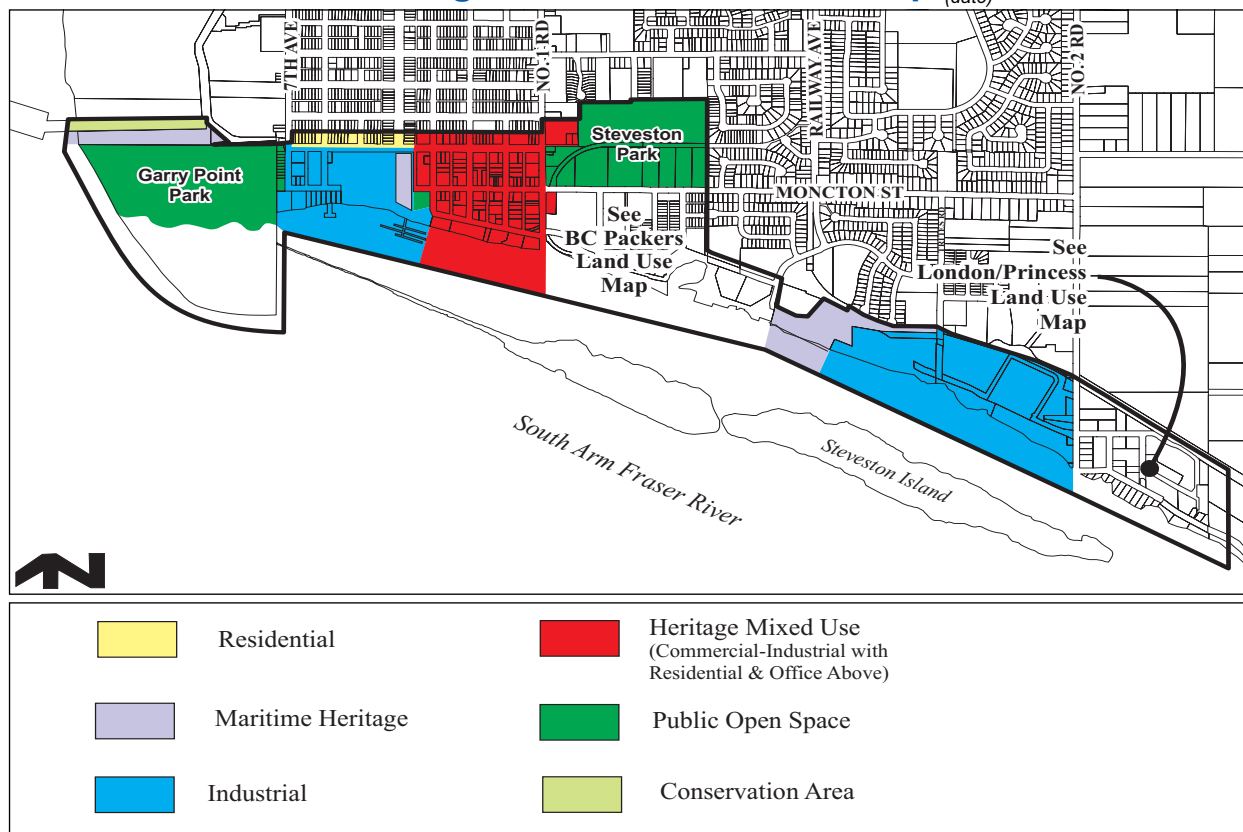 (date)
7TH AVE
NO. 1 RD
RAILWAY AVE
NO. 2 RD
Steveston
Park
Garry Point
Park
MONCTON ST
See
BC Packers
Land Use
Map
See
London/Princess
Land Use
Map
South Arm Fraser River
Steveston Island
N
Residential
Heritage Mixed Use
(Commercial-Industrial with
Residential & Office Above)
Maritime Heritage
Public Open Space
Industrial
Conservation Area